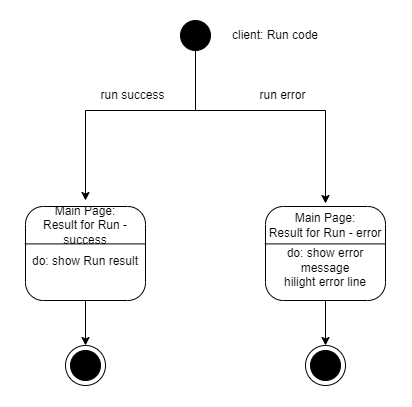 client: Run code
run success
run error
Main Page:
Result for Run -
success
do: show Run result
Main Page:
Result for Run - error
do: show error
message
hilight error line